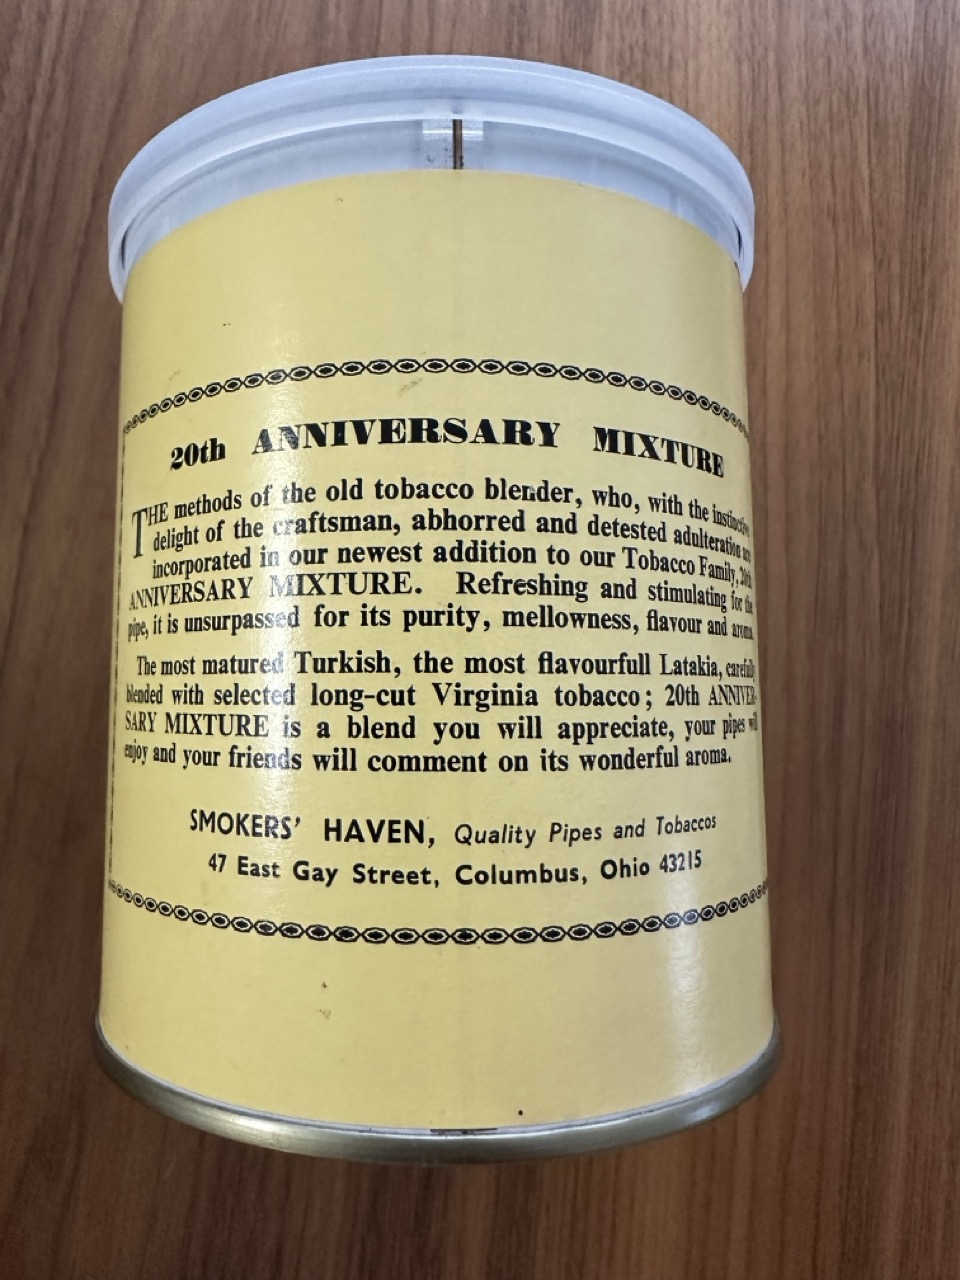 20th ANNIVERSARY MIXTURE
THE methods of the old tobacco blender, who, with the instinctive
delight of the craftsman, abhorred and detested adulteration are
incorporated in our newest addition to our Tobacco Family, 20th
ANNIVERSARY MIXTURE. Refreshing and stimulating for the
pipe, it is unsurpassed for its purity, mellowness, flavour and aroma.
The most matured Turkish, the most flavourfull Latakia, carefully
blended with selected long-cut Virginia tobacco; 20th ANNIVER-
SARY MIXTURE is a blend you will appreciate, your pipes will
enjoy and your friends will comment on its wonderful aroma.
SMOKERS' HAVEN, Quality Pipes and Tobaccos
47 East Gay Street, Columbus, Ohio 43215